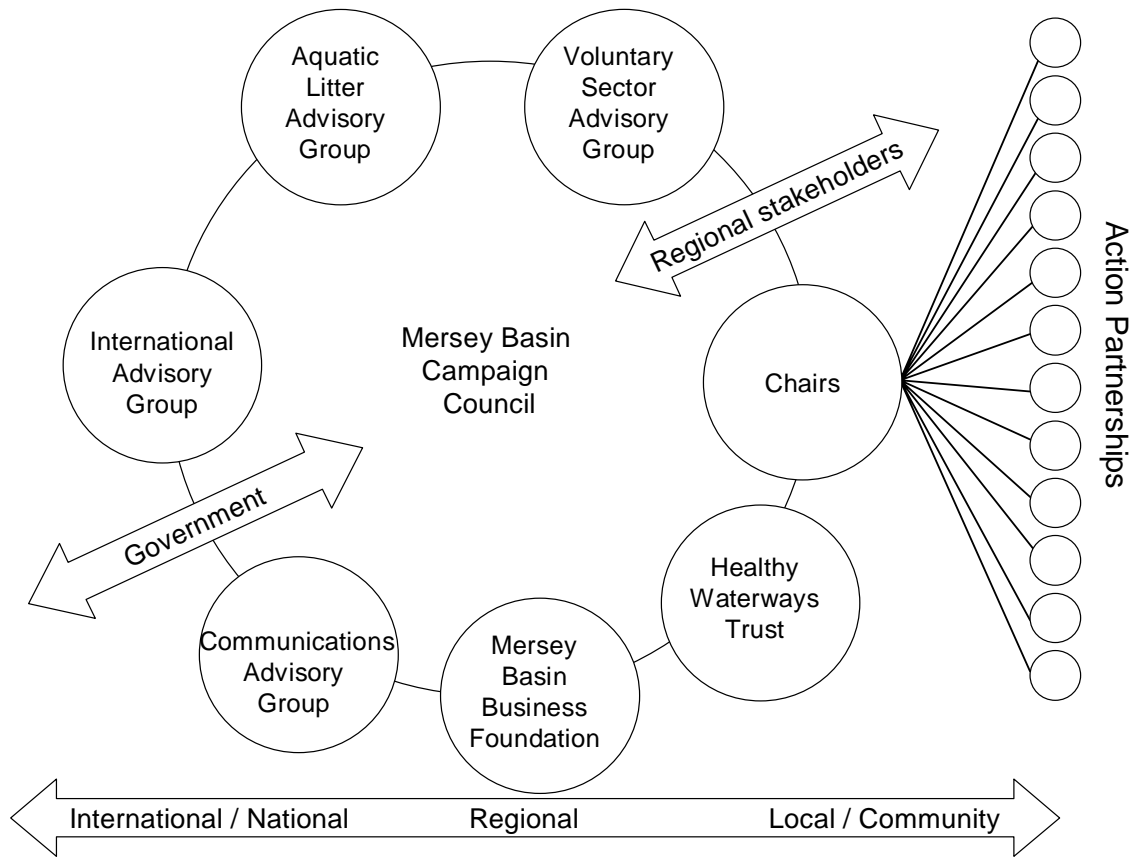 Aquatic
Litter
Advisory
Group
Voluntary
Sector
Advisory
Group
Regional stakeholders
International
Advisory
Group
Mersey Basin
Campaign
Council
Chairs
Action Partnerships
Government
Healthy
Waterways
Trust
Communications
Advisory
Group
Mersey
Basin
Business
Foundation
International / National
Regional
Local / Community